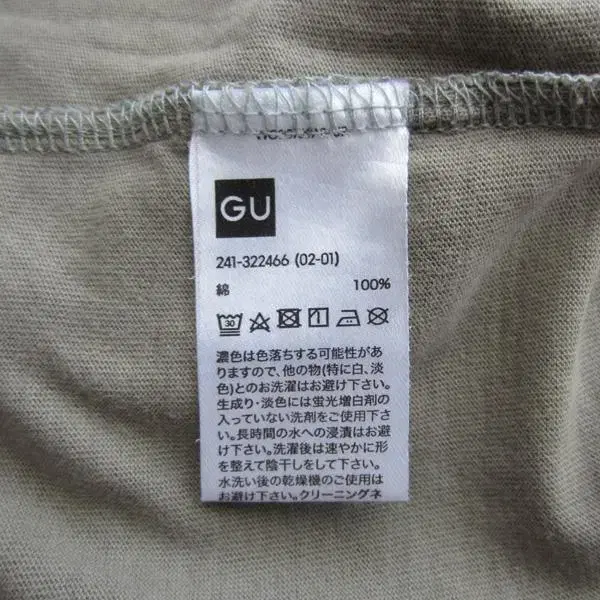 GU
241-322466 (02-01)
綿 100%
30
濃色は色落ちする可能性があ
りますので、他の物(特に白、淡
色)とのお洗濯はお避け下さい。
生成り・淡色には蛍光増白剤の
入っていない洗剤をご使用下さ
い。長時間の水への浸漬はお避
け下さい。洗濯後は速やかに形
を整えて陰干しをして下さい。
水洗い後の乾燥機のご使用は
お避け下さい。クリーニングネ